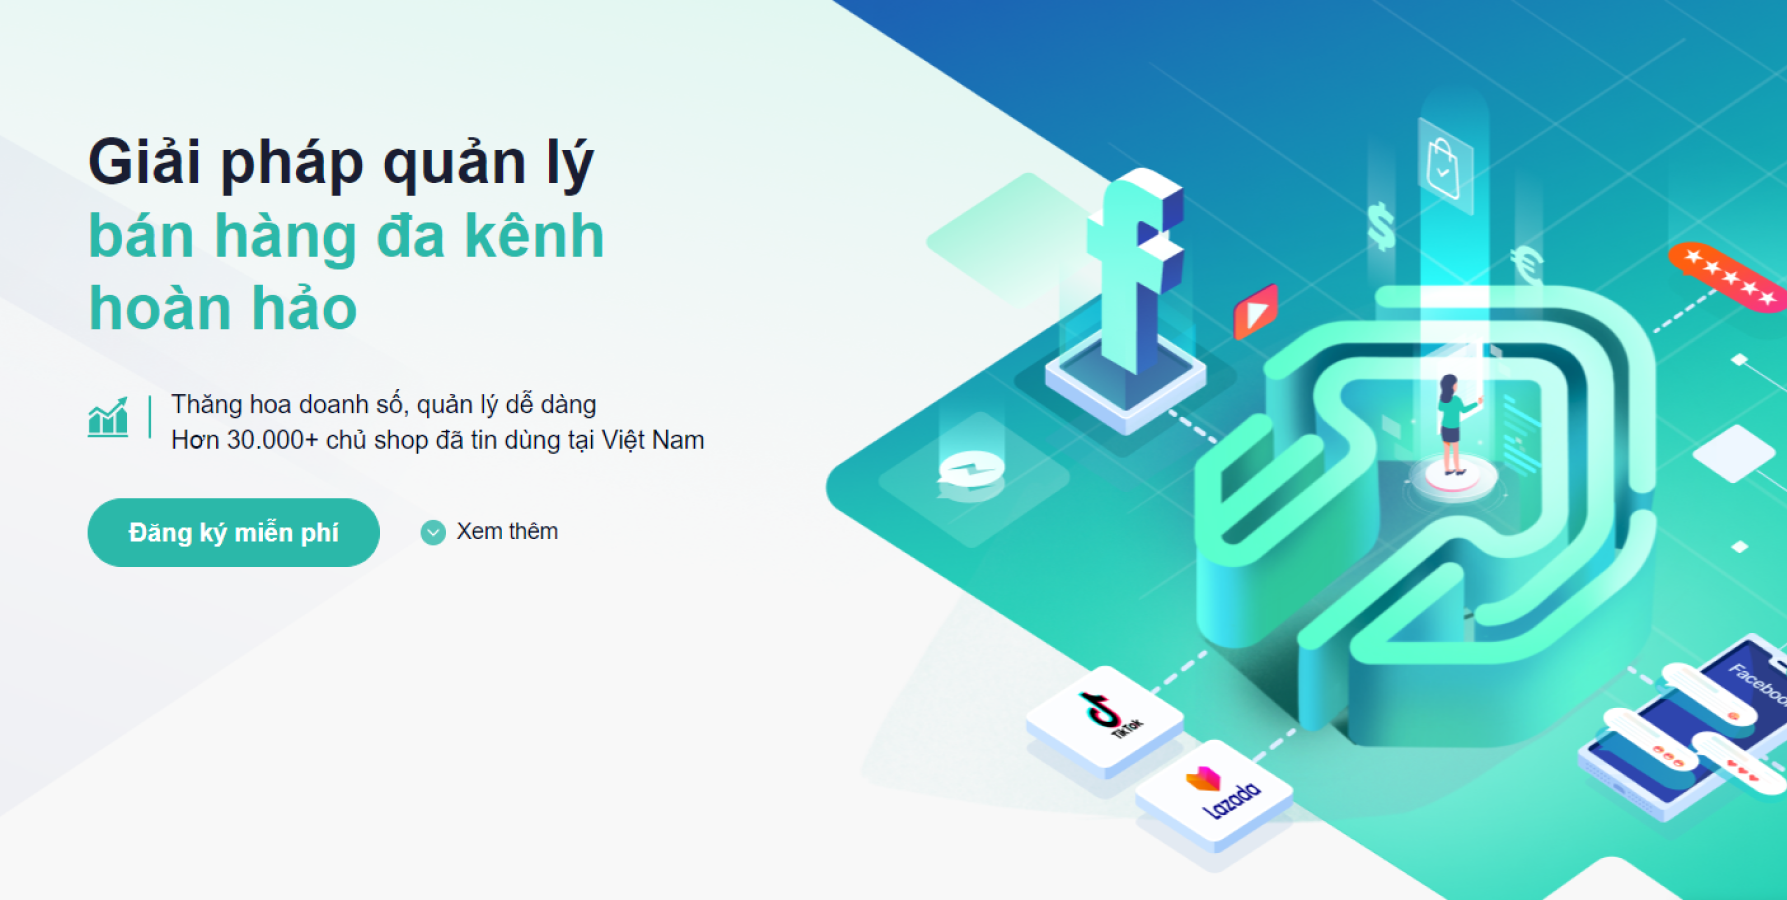 Giải pháp quản lý
bán hàng đa kênh
hoàn hảo
Thăng hoa doanh số, quản lý dễ dàng
Hơn 30.000+ chủ shop đã tin dùng tại Việt Nam
Đăng ký miễn phí
Xem thêm
f
$
€
TikTok
Lazada